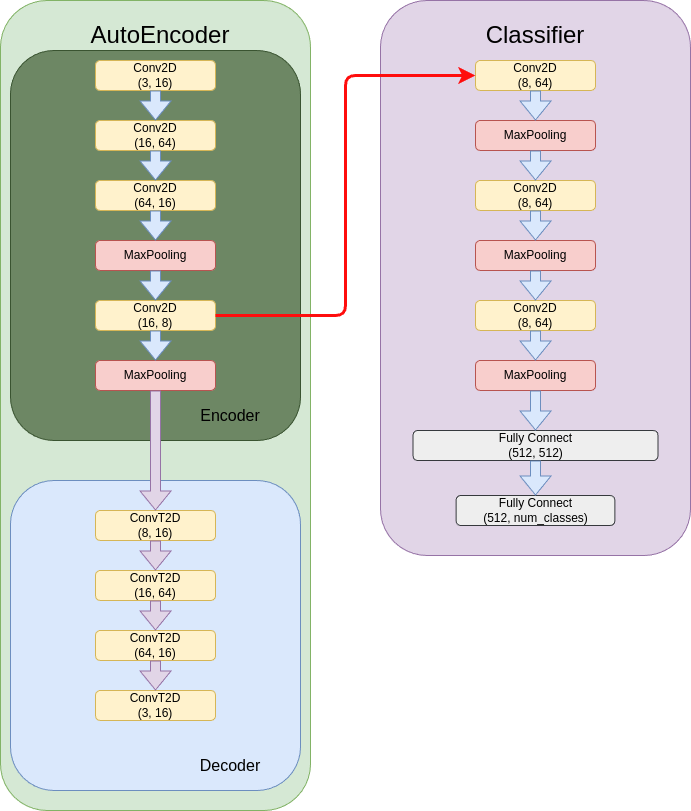 AutoEncoder
Conv2D
(3, 16)
Conv2D
(16, 64)
Conv2D
(64, 16)
MaxPooling
Conv2D
(16, 8)
MaxPooling
Encoder
ConvT2D
(8, 16)
ConvT2D
(16, 64)
ConvT2D
(64, 16)
ConvT2D
(3, 16)
Decoder
Classifier
Conv2D
(8, 64)
MaxPooling
Conv2D
(8, 64)
MaxPooling
Conv2D
(8, 64)
MaxPooling
Fully Connect
(512, 512)
Fully Connect
(512, num_classes)